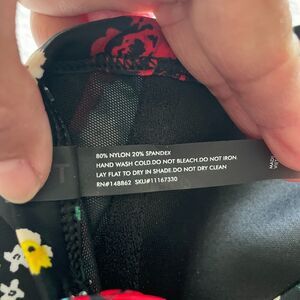 80% NYLON 20% SPANDEX
HAND WASH COLD.DO NOT BLEACH.DO NOT IRON.
LAY FLAT TO DRY IN SHADE.DO NOT DRY CLEAN
RN#148862 SKU#11167330